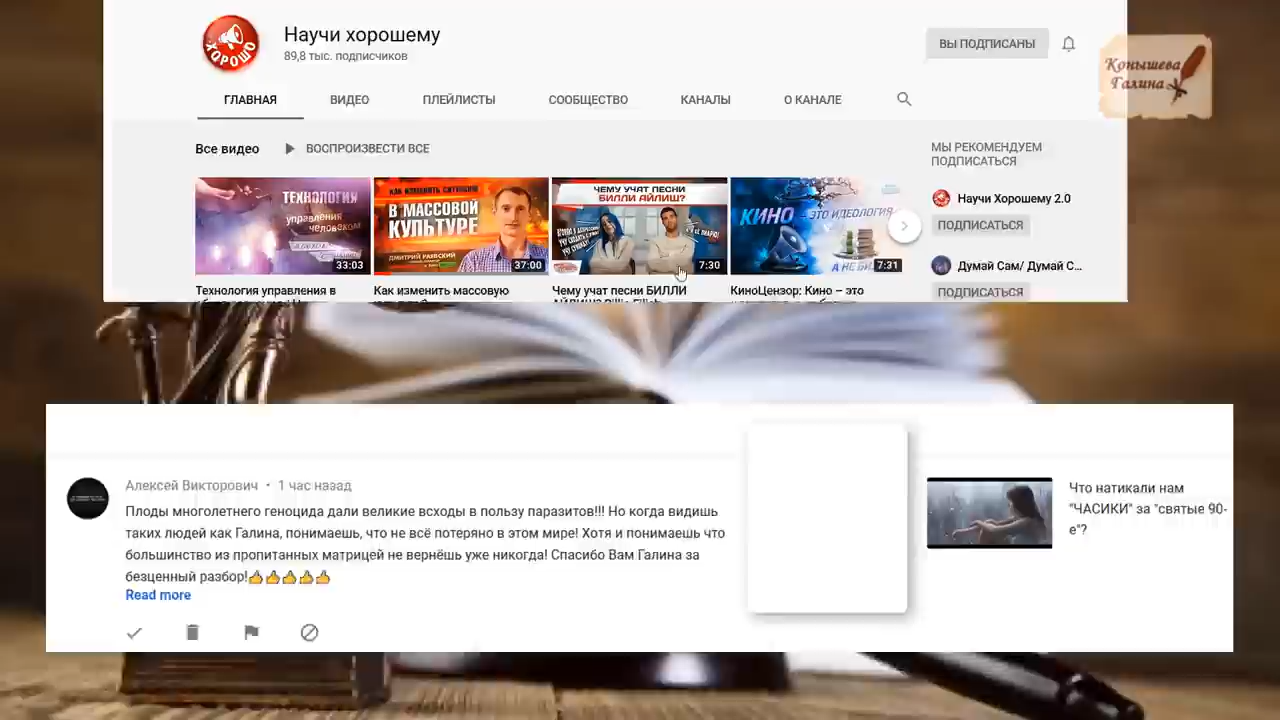 Научи хорошему
89,8 тыс. подписчиков
ХОРОШО
ВЫ ПОДПИСАНЫ
Конышева
Галина
ГЛАВНАЯ ВИДЕО ПЛЕЙЛИСТЫ СООБЩЕСТВО КАНАЛЫ О КАНАЛЕ
Все видео ВОСПРОИЗВЕСТИ ВСЕ
ТЕХНОЛОГИЯ
управления
человеком
33:03
КАК ИЗМЕНИТЬ СИТУАЦИЮ
В МАССОВОЙ
КУЛЬТУРЕ
ДМИТРИЙ РАЕВСКИЙ
37:00
ЧЕМУ УЧАТ ПЕСНИ
БИЛЛИ АЙЛИШ?
7:30
КИНО – ЭТО ИДЕОЛОГИЯ,
7:31
Технология управления в
Как изменить массовую
Чему учат песни БИЛЛИ
КиноЦензор: Кино – это
МЫ РЕКОМЕНДУЕМ
ПОДПИСАТЬСЯ
Научи Хорошему 2.0
ПОДПИСАТЬСЯ
Думай Сам/ Думай С...
ПОДПИСАТЬСЯ
Алексей Викторович • 1 час назад
Плоды многолетнего геноцида дали великие всходы в пользу паразитов!!! Но когда видишь
таких людей как Галина, понимаешь, что не всё потеряно в этом мире! Хотя и понимаешь что
большинство из пропитанных матрицей не вернёшь уже никогда! Спасибо Вам Галина за
безценный разбор!👍👍👍👍👍
Read more
Что натикали нам
"ЧАСИКИ" за "святые 90-
е"?